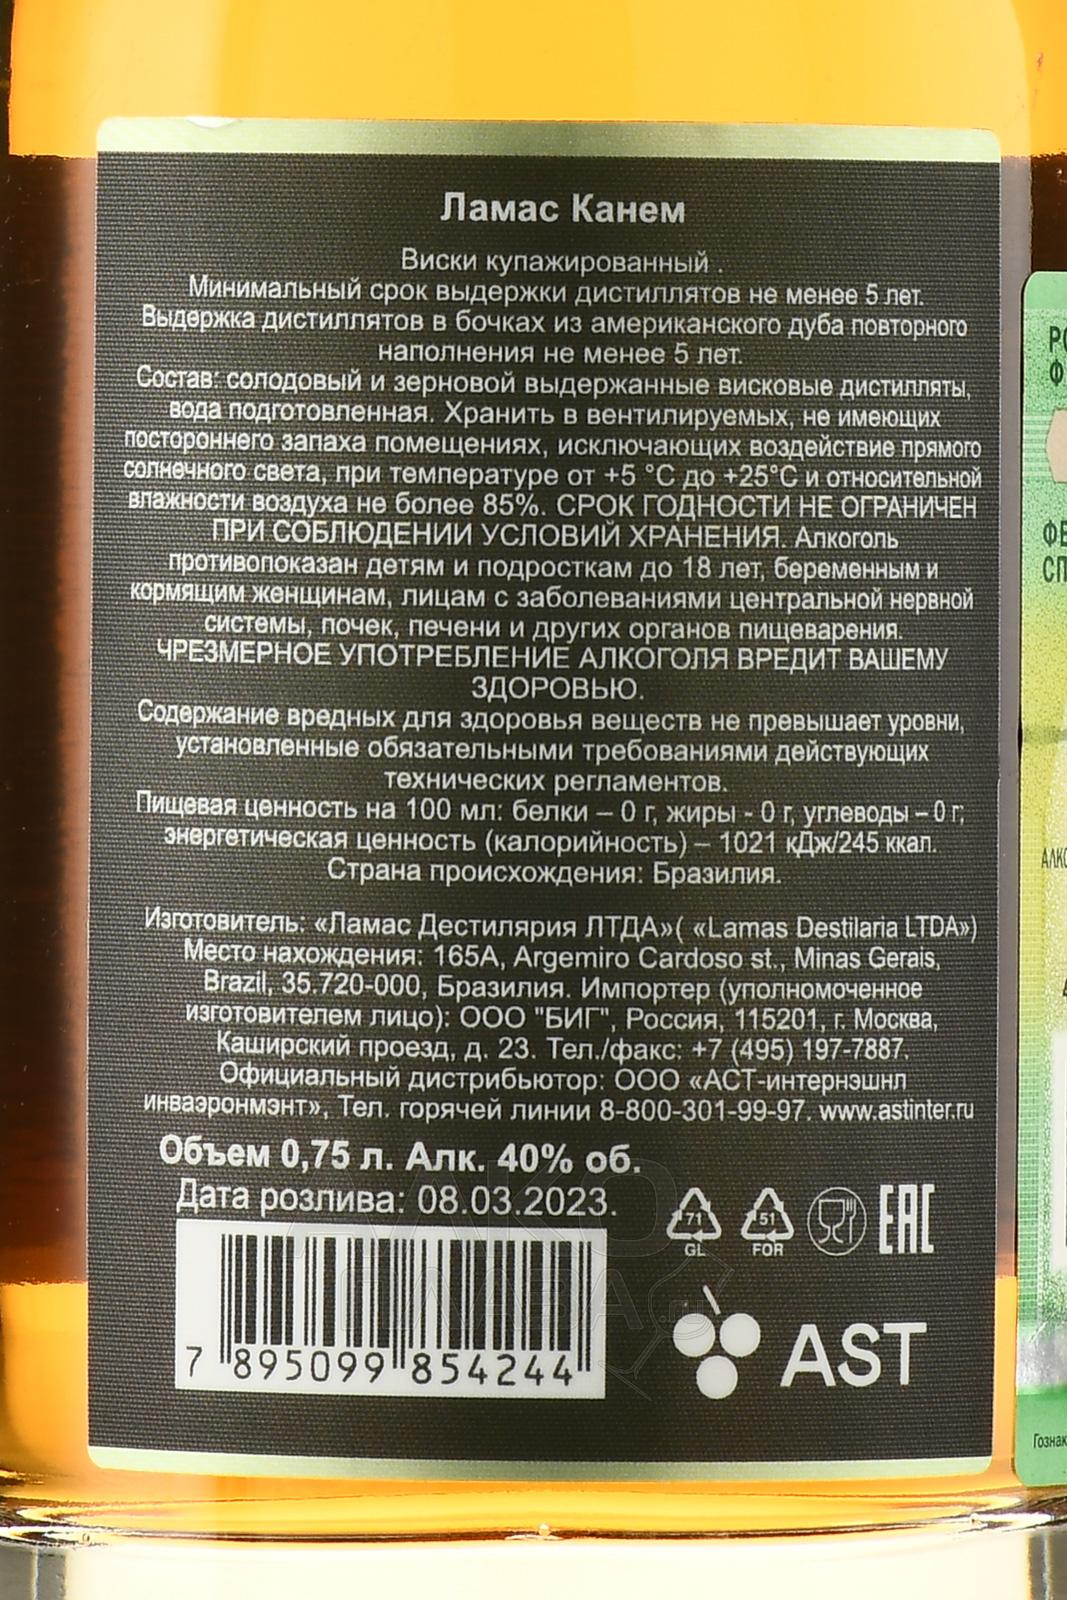 Ламас Канем
Виски купажированный .
Минимальный срок выдержки дистиллятов не менее 5 лет.
Выдержка дистиллятов в бочках из американского дуба повторного
наполнения не менее 5 лет.
Состав: солодовый и зерновой выдержанные висковые дистилляты,
вода подготовленная. Хранить в вентилируемых, не имеющих
постороннего запаха помещениях, исключающих воздействие прямого
солнечного света, при температуре от +5 °С до +25°С и относительной
влажности воздуха не более 85%. СРОК ГОДНОСТИ НЕ ОГРАНИЧЕН
ПРИ СОБЛЮДЕНИИ УСЛОВИЙ ХРАНЕНИЯ. Алкоголь
противопоказан детям и подросткам до 18 лет, беременным и
кормящим женщинам, лицам с заболеваниями центральной нервной
системы, почек, печени и других органов пищеварения.
ЧРЕЗМЕРНОЕ УПОТРЕБЛЕНИЕ АЛКОГОЛЯ ВРЕДИТ ВАШЕМУ
ЗДОРОВЬЮ.
Содержание вредных для здоровья веществ не превышает уровни,
установленные обязательными требованиями действующих
технических регламентов.
Пищевая ценность на 100 мл: белки – 0 г, жиры - 0 г, углеводы – 0 г;
энергетическая ценность (калорийность) – 1021 кДж/245 ккал.
Страна происхождения: Бразилия.
Изготовитель: «Ламас Дестилярия ЛТДА»( «Lamas Destilaria LTDA»)
Место нахождения: 165A, Argemiro Cardoso st., Minas Gerais,
Brazil, 35.720-000, Бразилия. Импортер (уполномоченное
изготовителем лицо): ООО "БИГ", Россия, 115201, г. Москва,
Каширский проезд, д. 23. Тел./факс: +7 (495) 197-7887.
Официальный дистрибьютор: ООО «АСТ-интернэшнл
инваэронмэнт», Тел. горячей линии 8-800-301-99-97. www.astinter.ru
Объем 0,75 л. Алк. 40% об.
Дата розлива: 08.03.2023.
71 51 EAC
GL FOR
7 895099 854244
AST
Гознак